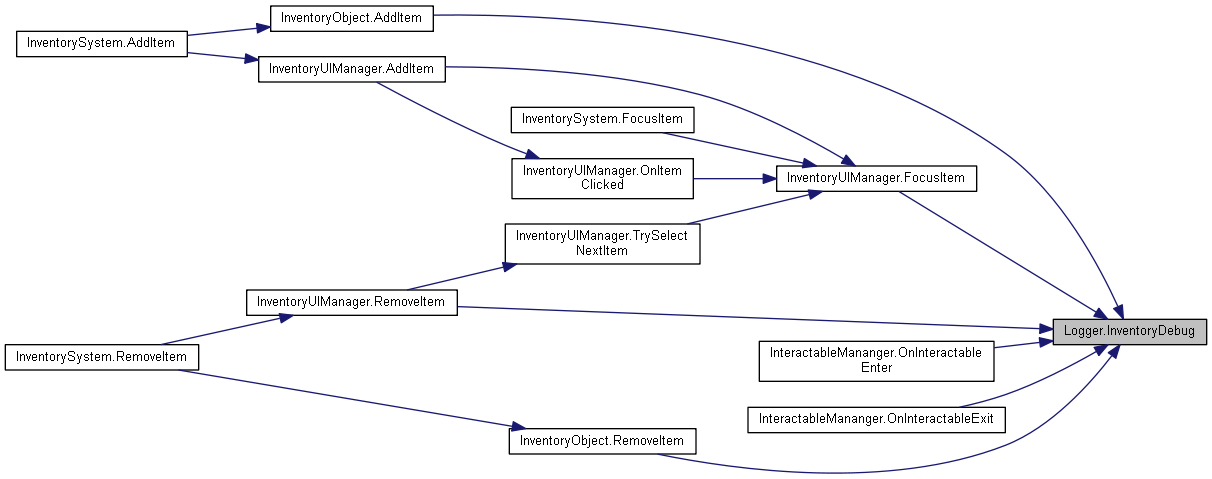 InventoryObject.AddItem
InventorySystem.AddItem
InventoryUIManager.AddItem
InventorySystem.FocusItem
InventoryUIManager.OnItem
Clicked
InventoryUIManager.FocusItem
InventoryUIManager.TrySelect
NextItem
InventoryUIManager.RemoveItem
Logger.InventoryDebug
InventorySystem.RemoveItem
InteractableMananger.OnInteractable
Enter
InteractableMananger.OnInteractableExit
InventoryObject.RemoveItem